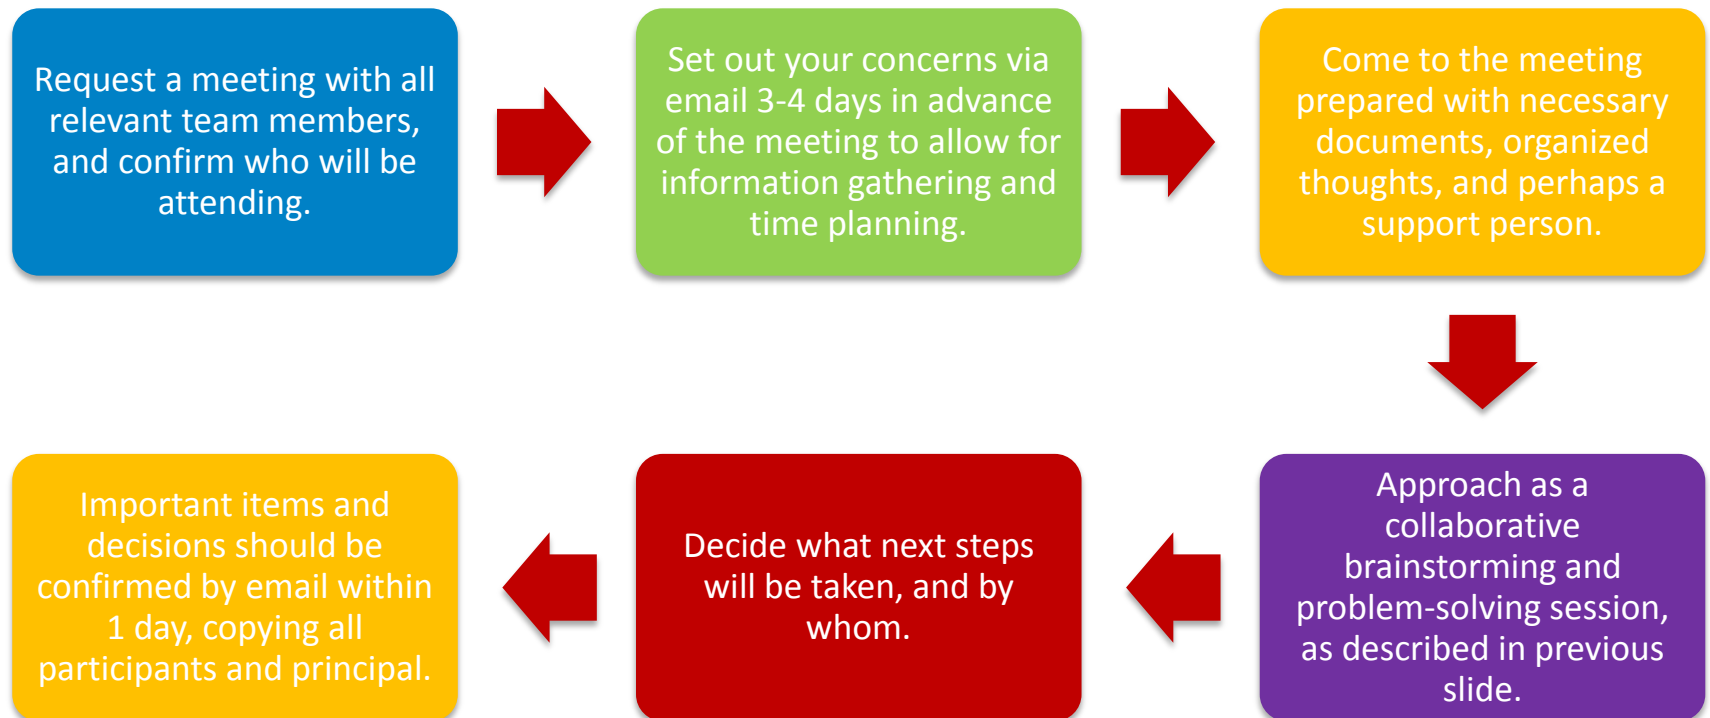 Request a meeting with all
relevant team members,
and confirm who will be
attending.
Set out your concerns via
email 3-4 days in advance
of the meeting to allow for
information gathering and
time planning.
Come to the meeting
prepared with necessary
documents, organized
thoughts, and perhaps a
support person.
Approach as a
collaborative
brainstorming and
problem-solving session,
as described in previous
slide.
Decide what next steps
will be taken, and by
whom.
Important items and
decisions should be
confirmed by email within
1 day, copying all
participants and principal.